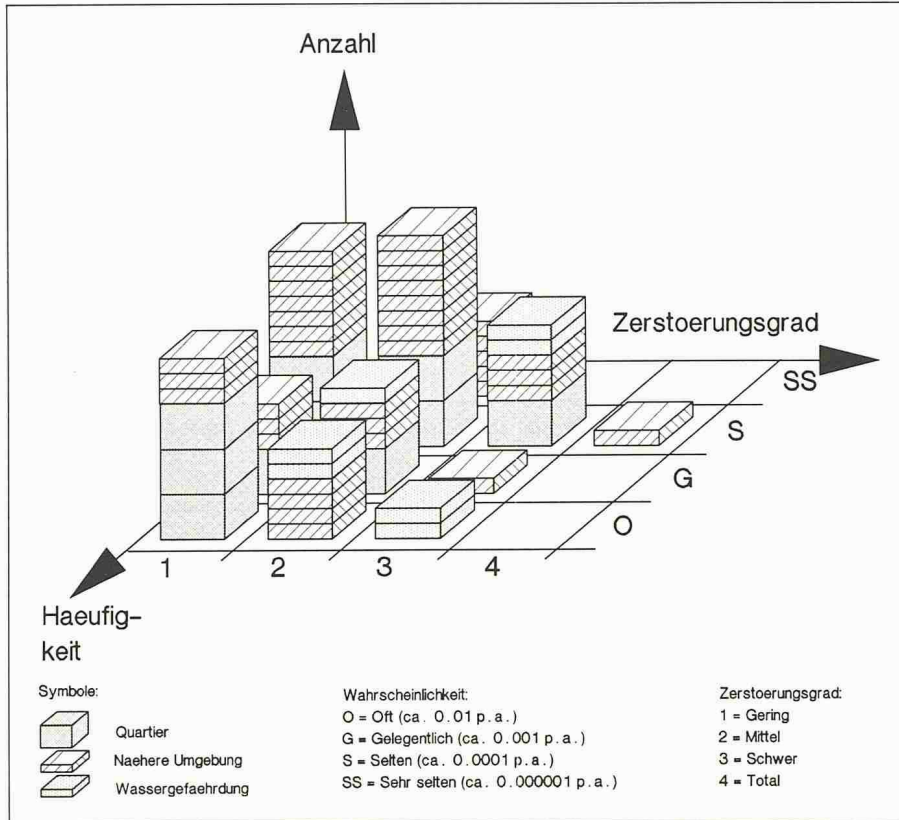 Anzahl
Zerstoerungsgrad
SS
S
G
O
1 2 3 4
Haeufig-
keit
Symbole:
Quartier
Naehere Umgebung
Wassergefaehrdung
Wahrscheinlichkeit:
O = Oft (ca. 0.01 p.a.)
G = Gelegentlich (ca. 0.001 p.a.)
S = Selten (ca. 0.0001 p.a.)
SS = Sehr selten (ca. 0.000001 p.a.)
Zerstoerungsgrad:
1 = Gering
2 = Mittel
3 = Schwer
4 = Total